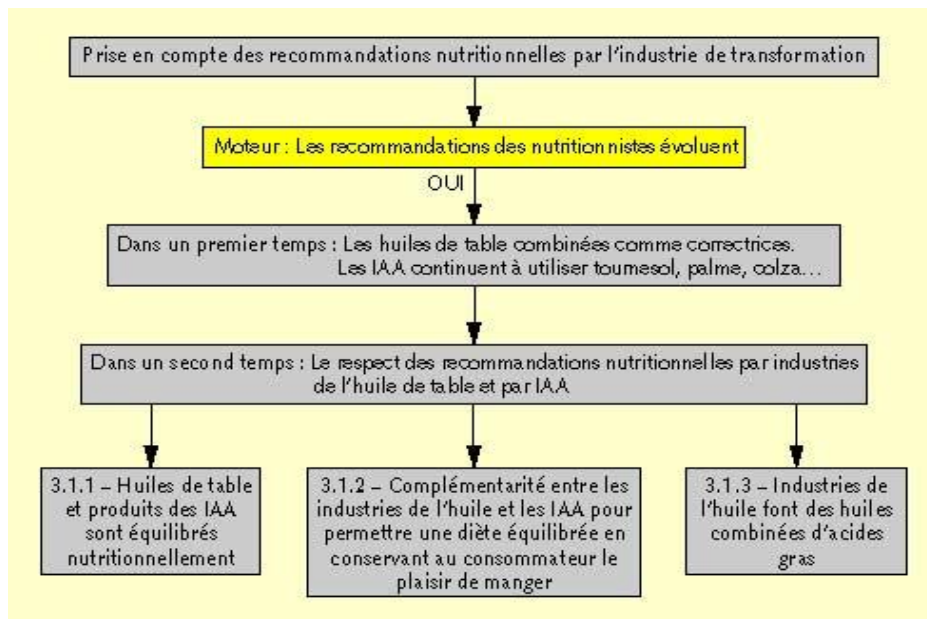 Prise en compte des recommandations nutritionnelles par l'industrie de transformation
Moteur : Les recommandations des nutritionnistes évoluent
OUI
Dans un premier temps : Les huiles de table combinées comme correctrices.
Les IAA continuent à utiliser tournesol, palme, colza...
Dans un second temps : Le respect des recommandations nutritionnelles par industries
de l'huile de table et par IAA
3.1.1 – Huiles de table
et produits des IAA
sont équilibrés
nutritionnellement
3.1.2 – Complémentarité entre les
industries de l'huile et les IAA pour
permettre une diète équilibrée en
conservant au consommateur le
plaisir de manger
3.1.3 – Industries de
l'huile font des huiles
combinées d'acides
gras